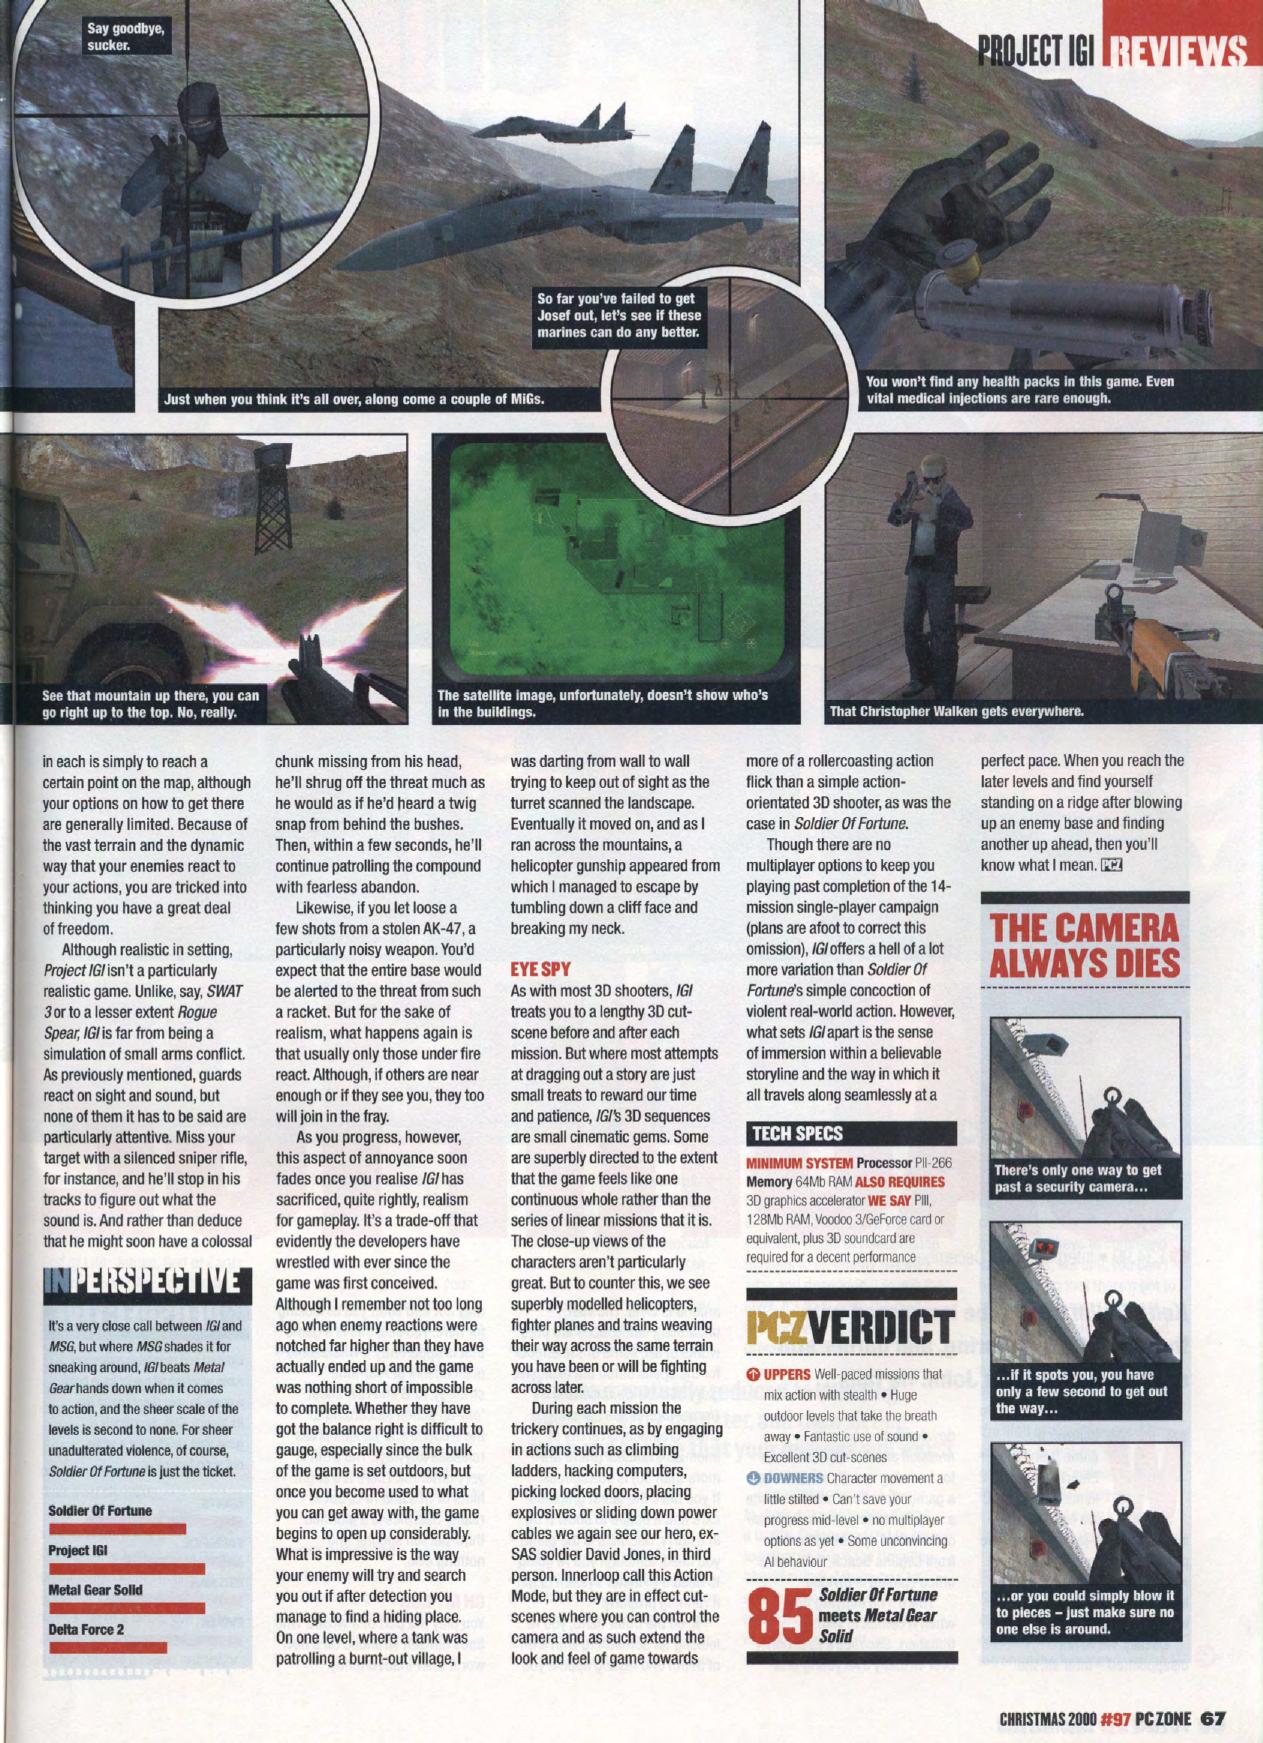 PROJECT IGI REVIEWS
Say goodbye,
sucker.
So far you've failed to get
Josef out, let's see if these
marines can do any better.
Just when you think it's all over, along come a couple of MiGs.
You won't find any health packs in this game. Even
vital medical injections are rare enough.
See that mountain up there, you can
go right up to the top. No, really.
The satellite image, unfortunately, doesn't show who's
in the buildings.
That Christopher Walken gets everywhere.
in each is simply to reach a
certain point on the map, although
your options on how to get there
are generally limited. Because of
the vast terrain and the dynamic
way that your enemies react to
your actions, you are tricked into
thinking you have a great deal
of freedom.
Although realistic in setting,
Project IGI isn't a particularly
realistic game. Unlike, say, SWAT
3 or to a lesser extent Rogue
Spear, IGI is far from being a
simulation of small arms conflict.
As previously mentioned, guards
react on sight and sound, but
none of them it has to be said are
particularly attentive. Miss your
target with a silenced sniper rifle,
for instance, and he'll stop in his
tracks to figure out what the
sound is. And rather than deduce
that he might soon have a colossal
INPERSPECTIVE
It's a very close call between IGI and
MSG, but where MSG shades it for
sneaking around, IGI beats Metal
Gear hands down when it comes
to action, and the sheer scale of the
levels is second to none. For sheer
unadulterated violence, of course,
Soldier Of Fortune is just the ticket.
Soldier Of Fortune
Project IGI
Metal Gear Solid
Delta Force 2
chunk missing from his head,
he'll shrug off the threat much as
he would as if he'd heard a twig
snap from behind the bushes.
Then, within a few seconds, he'll
continue patrolling the compound
with fearless abandon.
Likewise, if you let loose a
few shots from a stolen AK-47, a
particularly noisy weapon. You'd
expect that the entire base would
be alerted to the threat from such
a racket. But for the sake of
realism, what happens again is
that usually only those under fire
react. Although, if others are near
enough or if they see you, they too
will join in the fray.
As you progress, however,
this aspect of annoyance soon
fades once you realise IGI has
sacrificed, quite rightly, realism
for gameplay. It's a trade-off that
evidently the developers have
wrestled with ever since the
game was first conceived.
Although I remember not too long
ago when enemy reactions were
notched far higher than they have
actually ended up and the game
was nothing short of impossible
to complete. Whether they have
got the balance right is difficult to
gauge, especially since the bulk
of the game is set outdoors, but
once you become used to what
you can get away with, the game
begins to open up considerably.
What is impressive is the way
your enemy will try and search
you out if after detection you
manage to find a hiding place.
On one level, where a tank was
patrolling a burnt-out village, I
was darting from wall to wall
trying to keep out of sight as the
turret scanned the landscape.
Eventually it moved on, and as I
ran across the mountains, a
helicopter gunship appeared from
which I managed to escape by
tumbling down a cliff face and
breaking my neck.
EYE SPY
As with most 3D shooters, IGI
treats you to a lengthy 3D cut-
scene before and after each
mission. But where most attempts
at dragging out a story are just
small treats to reward our time
and patience, IGI's 3D sequences
are small cinematic gems. Some
are superbly directed to the extent
that the game feels like one
continuous whole rather than the
series of linear missions that it is.
The close-up views of the
characters aren't particularly
great. But to counter this, we see
superbly modelled helicopters,
fighter planes and trains weaving
their way across the same terrain
you have been or will be fighting
across later.
During each mission the
trickery continues, as by engaging
in actions such as climbing
ladders, hacking computers,
picking locked doors, placing
explosives or sliding down power
cables we again see our hero, ex-
SAS soldier David Jones, in third
person. Innerloop call this Action
Mode, but they are in effect cut-
scenes where you can control the
camera and as such extend the
look and feel of game towards
more of a rollercoasting action
flick than a simple action-
orientated 3D shooter, as was the
case in Soldier Of Fortune.
Though there are no
multiplayer options to keep you
playing past completion of the 14-
mission single-player campaign
(plans are afoot to correct this
omission), IGI offers a hell of a lot
more variation than Soldier Of
Fortune's simple concoction of
violent real-world action. However,
what sets IGI apart is the sense
of immersion within a believable
storyline and the way in which it
all travels along seamlessly at a
TECH SPECS
MINIMUM SYSTEM Processor PII-266
Memory 64Mb RAM ALSO REQUIRES
3D graphics accelerator WE SAY PIII,
128Mb RAM, Voodoo 3/GeForce card or
equivalent, plus 3D soundcard are
required for a decent performance
PCZVERDICT
UPPERS Well-paced missions that
mix action with stealth • Huge
outdoor levels that take the breath
away • Fantastic use of sound •
Excellent 3D cut-scenes
DOWNERS Character movement a
little stilted • Can't save your
progress mid-level • no multiplayer
options as yet • Some unconvincing
AI behaviour
85 Soldier Of Fortune
meets Metal Gear
Solid
perfect pace. When you reach the
later levels and find yourself
standing on a ridge after blowing
up an enemy base and finding
another up ahead, then you'll
know what I mean. PCZ
THE CAMERA
ALWAYS DIES
There's only one way to get
past a security camera...
...if it spots you, you have
only a few second to get out
the way...
...or you could simply blow it
to pieces – just make sure no
one else is around.
CHRISTMAS 2000 #97 PC ZONE 67